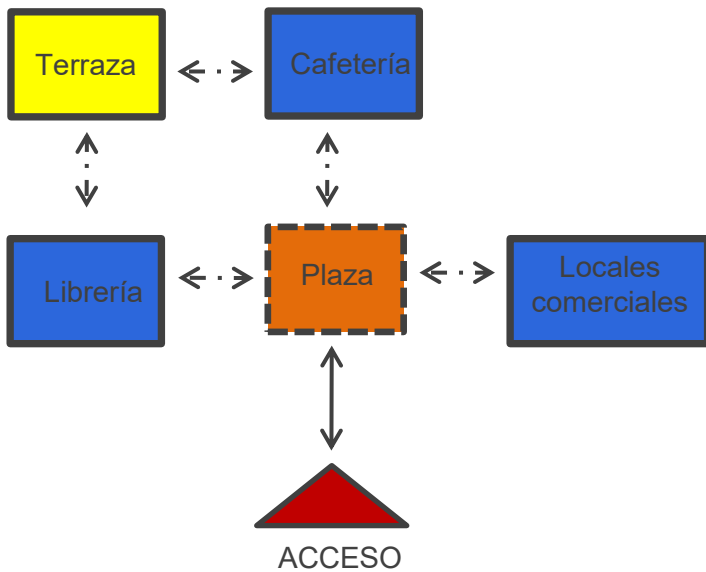 Terraza
Cafetería
Librería
Plaza
Locales
comerciales
ACCESO